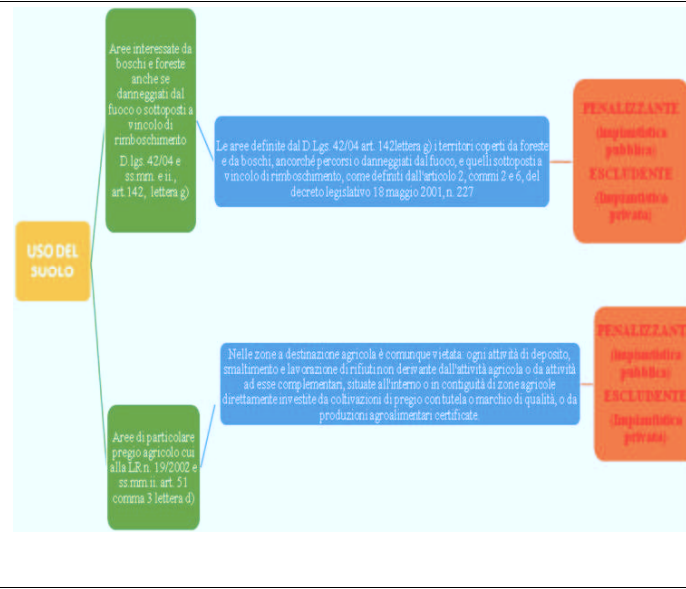 USO DEL
SUOLO
Aree interessate da
boschi e foreste
anche se
danneggiati dal
fuoco o sottoposti a
vincolo di
rimboschimento
D.lgs. 42/04 e
ss.mm. e ii.,
art.142, lettera g)
Le aree definite dal D.Lgs. 42/04 art. 142lettera g) i territori coperti da foreste
e da boschi, ancorché percorsi o danneggiati dal fuoco, e quelli sottoposti a
vincolo di rimboschimento, come definiti dall'articolo 2, commi 2 e 6, del
decreto legislativo 18 maggio 2001, n. 227
PENALIZZANTE
(Impiantistica
pubblica)
ESCLUDENTE
(Impiantistica
privata)
Aree di particolare
pregio agricolo cui
alla LR n. 19/2002 e
ss.mm.ii. art. 51
comma 3 lettera d)
Nelle zone a destinazione agricola è comunque vietata: ogni attività di deposito,
smaltimento e lavorazione di rifiuti non derivante dall'attività agricola o da attività
ad esse complementari, situate all'interno o in contiguità di zone agricole
direttamente investite da coltivazioni di pregio con tutela o marchio di qualità, o da
produzioni agroalimentari certificate.
PENALIZZANT
(Impiantistica
pubblica)
ESCLUDENTE
(Impiantistica
privata)